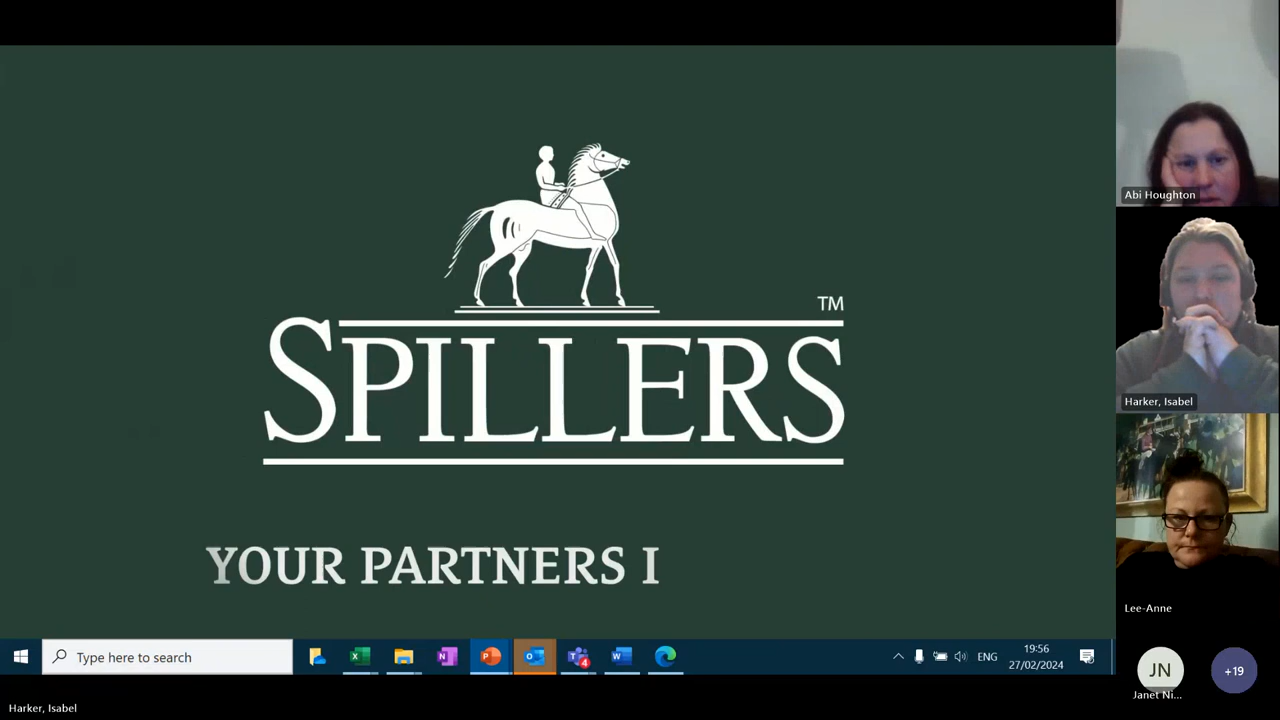 TM
SPILLERS
YOUR PARTNERS I
Type here to search
ENG
19:56
27/02/2024
4
Harker, Isabel
Abi Houghton
Harker, Isabel
Lee-Anne
JN
Janet Ni...
+19